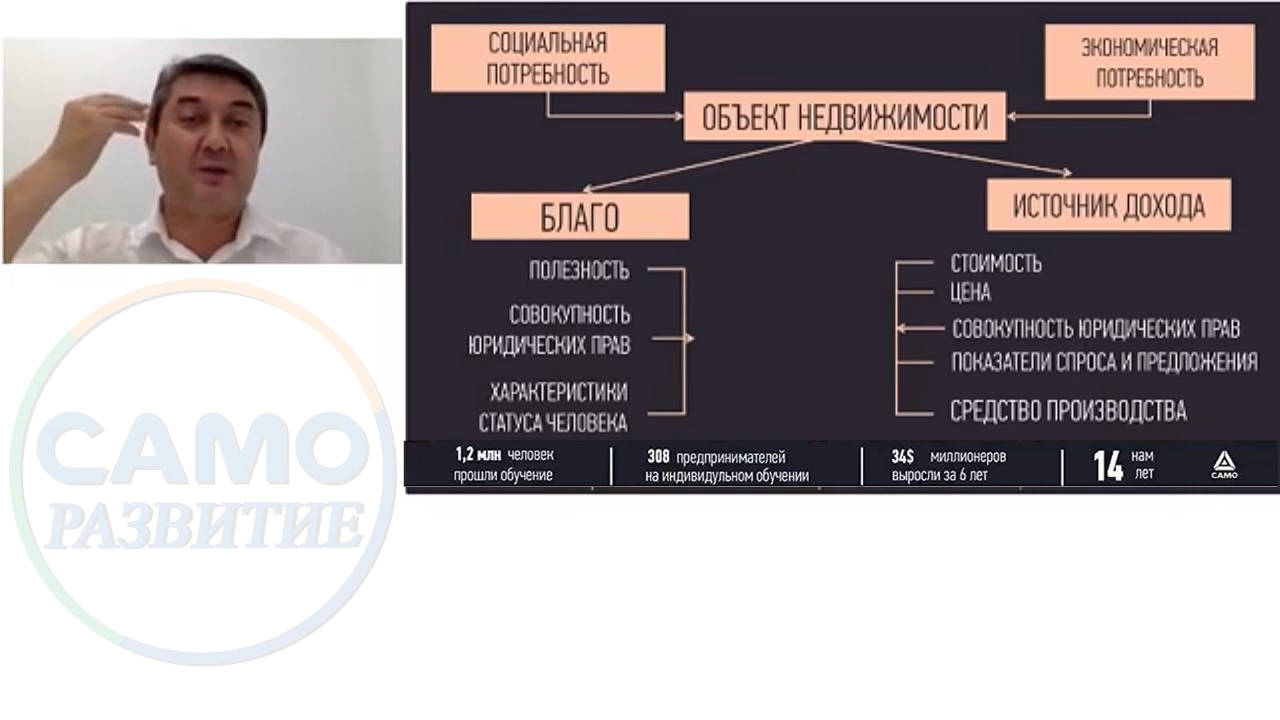 СОЦИАЛЬНАЯ
ПОТРЕБНОСТЬ
ЭКОНОМИЧЕСКАЯ
ПОТРЕБНОСТЬ
ОБЪЕКТ НЕДВИЖИМОСТИ
БЛАГО
ИСТОЧНИК ДОХОДА
ПОЛЕЗНОСТЬ
СОВОКУПНОСТЬ
ЮРИДИЧЕСКИХ ПРАВ
ХАРАКТЕРИСТИКИ
СТАТУСА ЧЕЛОВЕКА
СТОИМОСТЬ
ЦЕНА
СОВОКУПНОСТЬ ЮРИДИЧЕСКИХ ПРАВ
ПОКАЗАТЕЛИ СПРОСА И ПРЕДЛОЖЕНИЯ
СРЕДСТВО ПРОИЗВОДСТВА
1,2 млн человек
прошли обучение
308 предпринимателей
на индивидульном обучении
34$ миллионеров
выросли за 6 лет
14 нам
лет
САМО
САМО
РАЗВИТИЕ